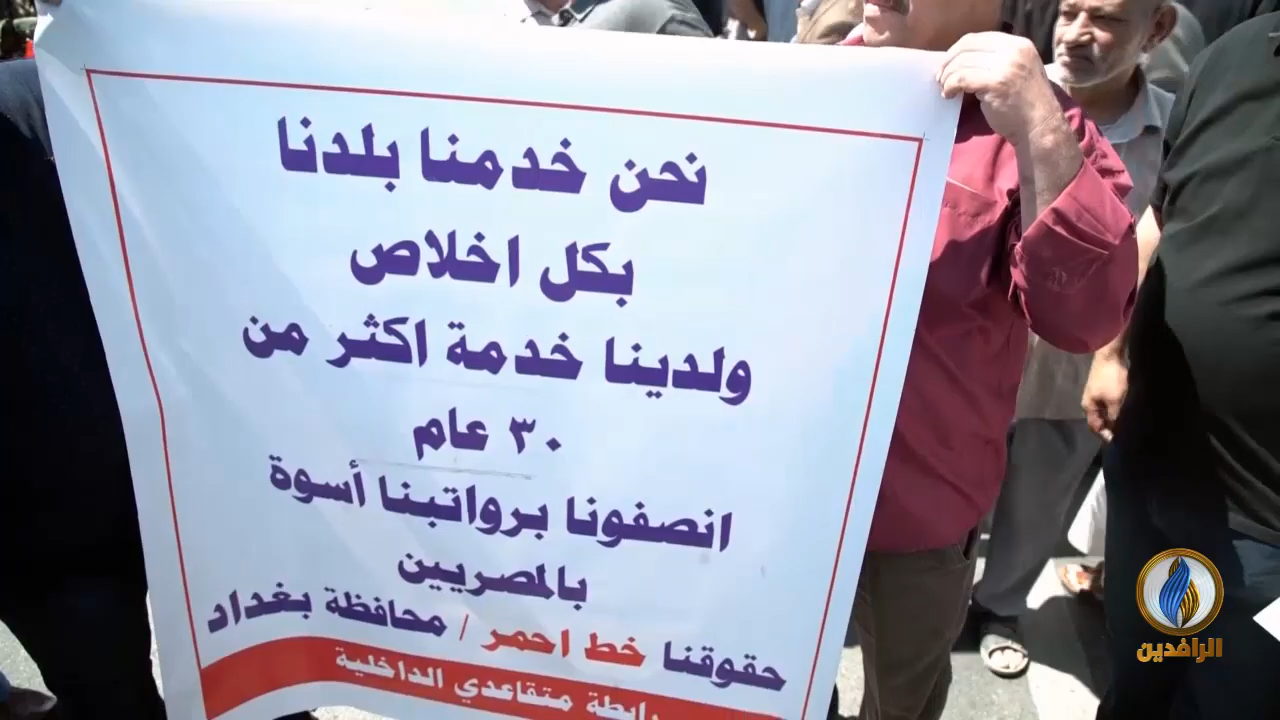 نحن خدمنا بلدنا
بكل اخلاص
ولدينا خدمة اكثر من
٣٠ عام
انصفونا برواتبنا أسوة
بالمصريين
حقوقنا خط احمر / محافظة بغداد
رابطة متقاعدي الداخلية
الرافدين